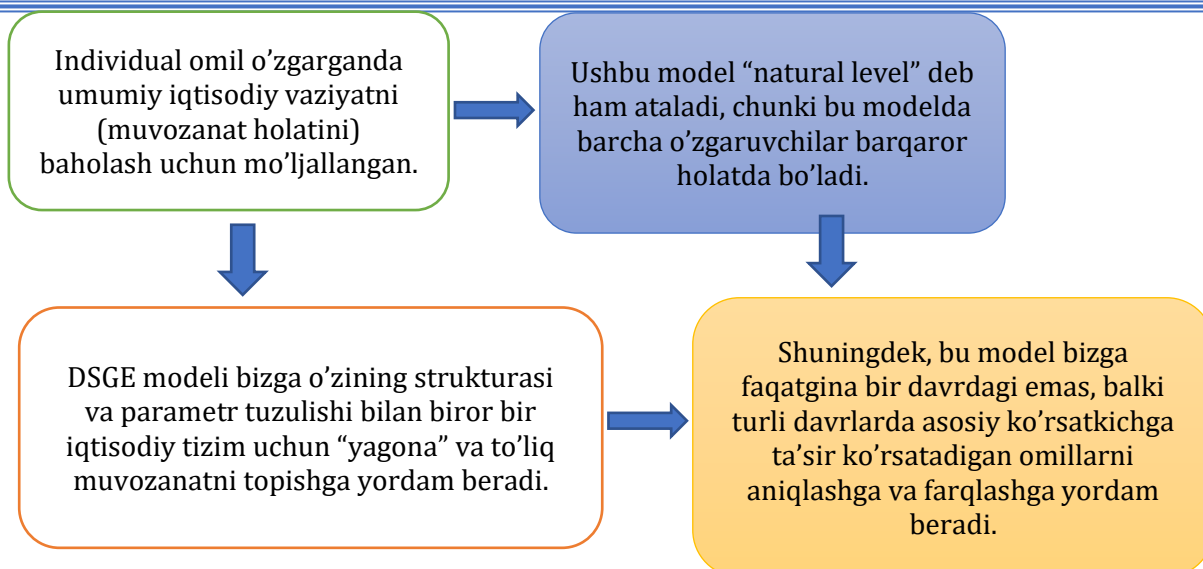 Individual omil o’zgarganda
umumiy iqtisodiy vaziyatni
(muvozanat holatini)
baholash uchun mo’ljallangan.
Ushbu model “natural level” deb
ham ataladi, chunki bu modelda
barcha o’zgaruvchilar barqaror
holatda bo’ladi.
DSGE modeli bizga o’zining strukturasi
va parametr tuzulishi bilan biror bir
iqtisodiy tizim uchun “yagona” va to’liq
muvozanatni topishga yordam beradi.
Shuningdek, bu model bizga
faqatgina bir davrdagi emas, balki
turli davrlarda asosiy ko’rsatkichga
ta’sir ko’rsatadigan omillarni
aniqlashga va farqlashga yordam
beradi.